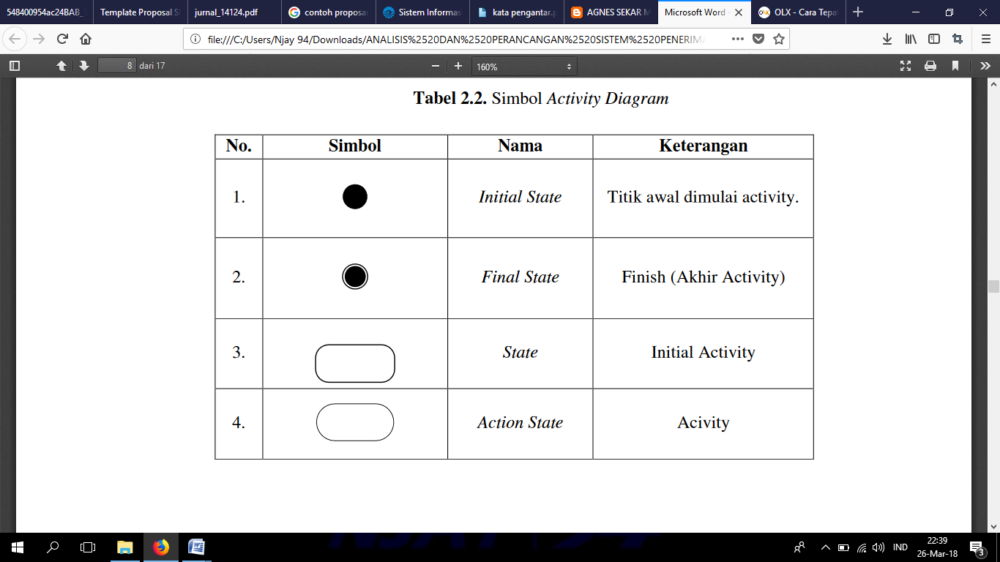 548400954ac24BAB_
Template Proposal S
jurnal_14124.pdf
contoh proposa
Sistem Informas
kata pengantar.p
AGNES SEKAR M
Microsoft Word -
OLX - Cara Tepa
file:///C:/Users/Njay 94/Downloads/ANALISIS%2520DAN%2520PERANCANGAN%2520SISTEM%2520PENERIMA
8 dari 17
160%
Tabel 2.2. Simbol Activity Diagram
No. Simbol Nama Keterangan
1. Initial State Titik awal dimulai activity.
2. Final State Finish (Akhir Activity)
3. State Initial Activity
4. Action State Acivity
IND
22:39
26-Mar-18
3